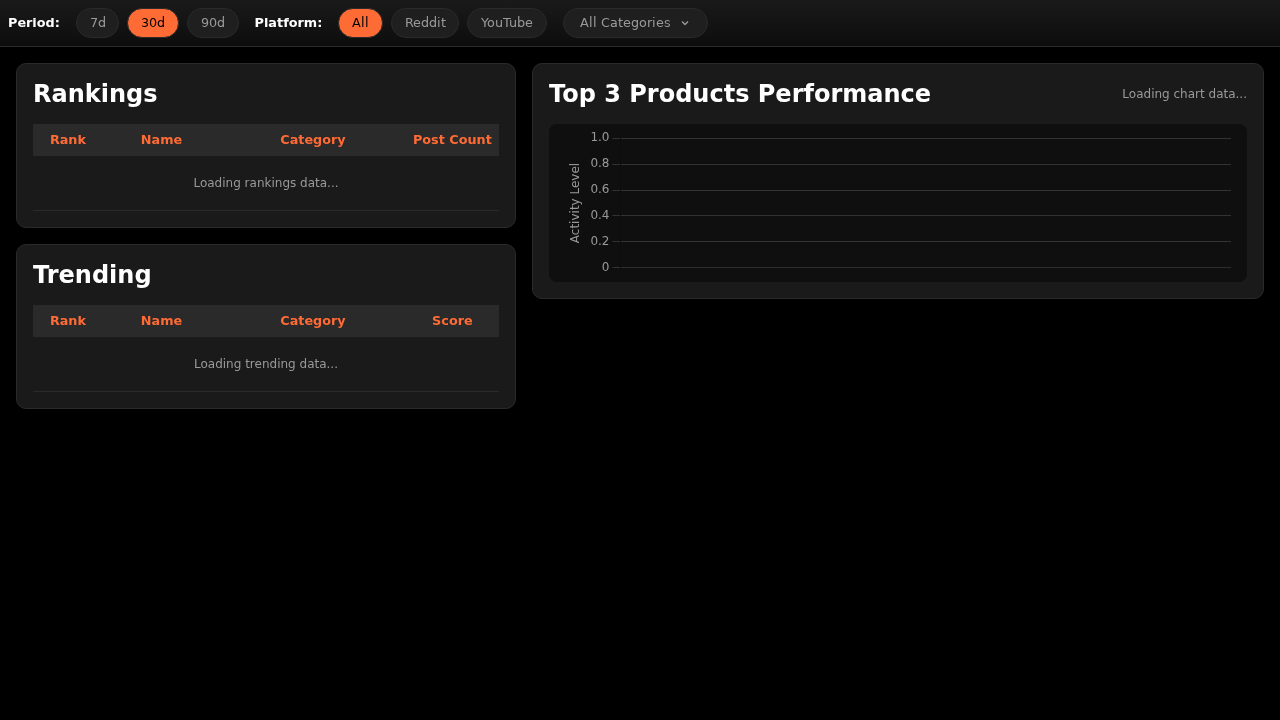 Period: 7d 30d 90d Platform: All Reddit YouTube All Categories
Rankings
Rank Name Category Post Count
Loading rankings data...
Trending
Rank Name Category Score
Loading trending data...
Top 3 Products Performance
Loading chart data...
Activity Level
1.0
0.8
0.6
0.4
0.2
0